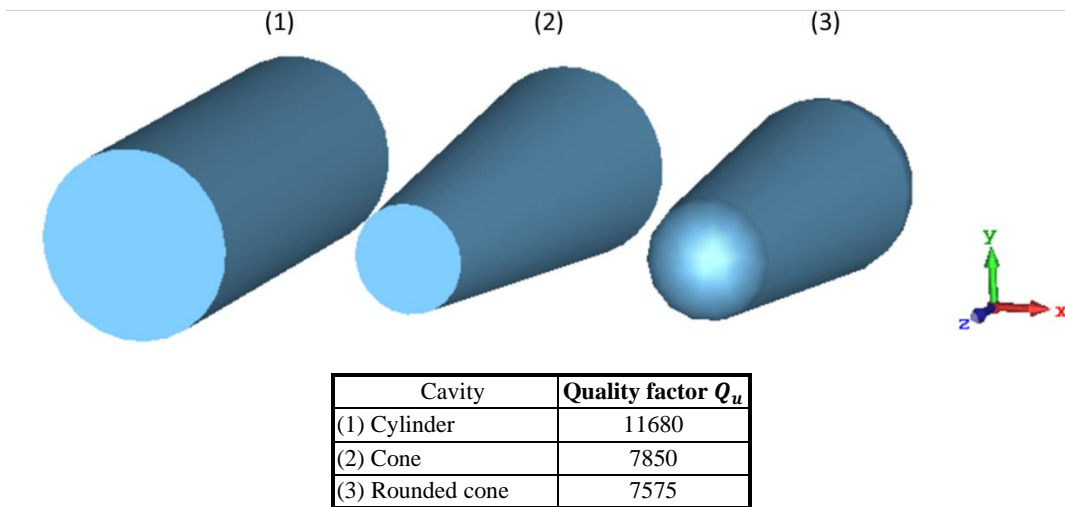 (1) (2) (3)
y
x
z
Cavity Quality factor Qu
(1) Cylinder 11680
(2) Cone 7850
(3) Rounded cone 7575